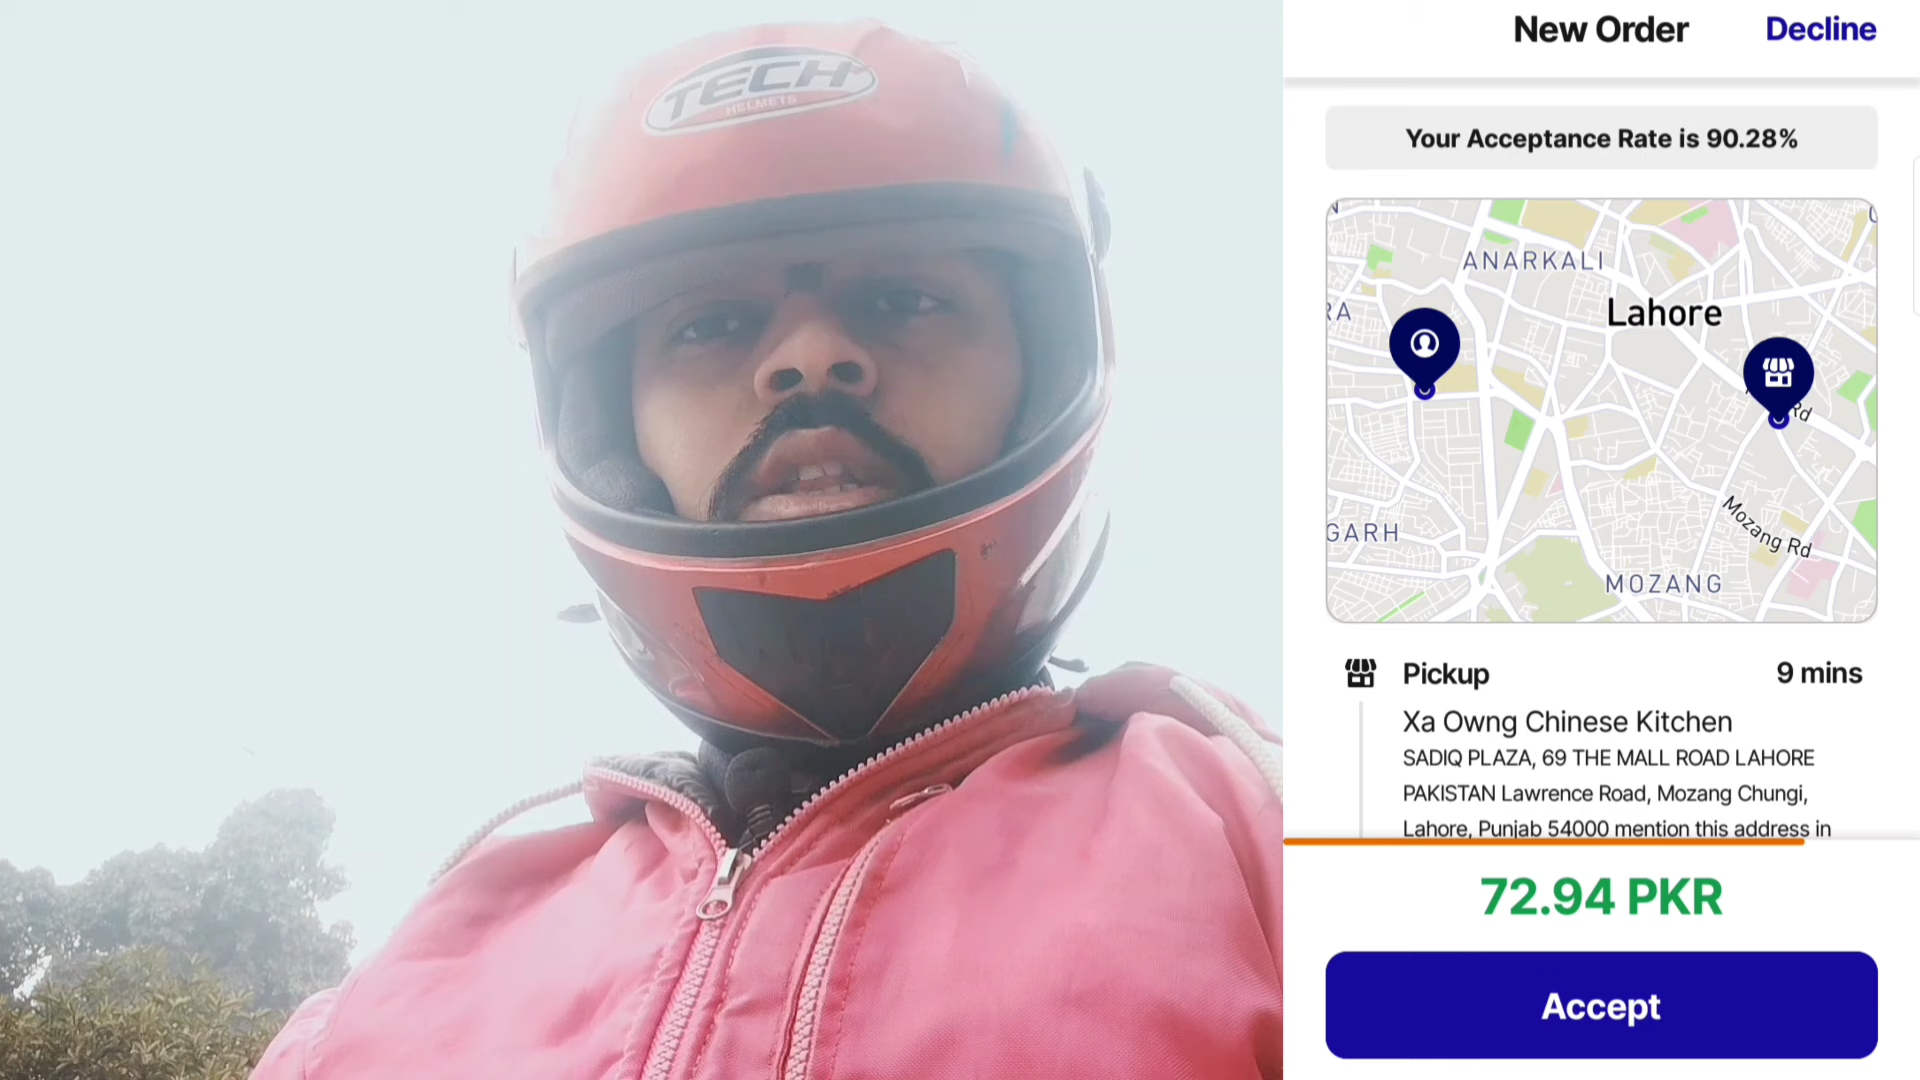 TECH
HELMETS
New Order
Decline
Your Acceptance Rate is 90.28%
ANARKALI
Lahore
RA
Rd
GARH
Mozang Rd
MOZANG
Pickup
9 mins
Xa Owng Chinese Kitchen
SADIQ PLAZA, 69 THE MALL ROAD LAHORE
PAKISTAN Lawrence Road, Mozang Chungi,
Lahore, Punjab 54000 mention this address in
72.94 PKR
Accept